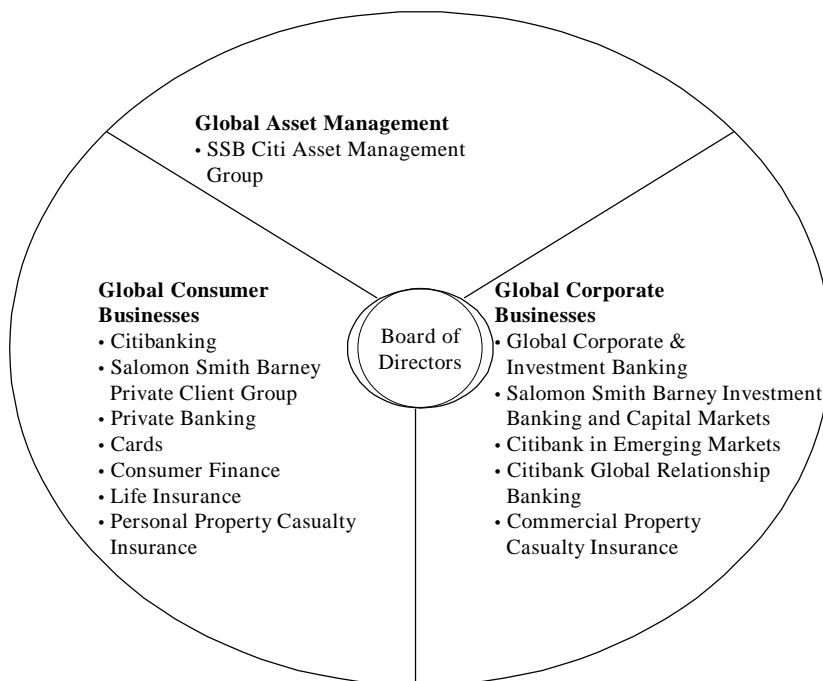 Global Asset Management
• SSB Citi Asset Management
Group
Global Consumer
Businesses
• Citibanking
• Salomon Smith Barney
Private Client Group
• Private Banking
• Cards
• Consumer Finance
• Life Insurance
• Personal Property Casualty
Insurance
Board of
Directors
Global Corporate
Businesses
• Global Corporate &
Investment Banking
• Salomon Smith Barney Investment
Banking and Capital Markets
• Citibank in Emerging Markets
• Citibank Global Relationship
Banking
• Commercial Property
Casualty Insurance